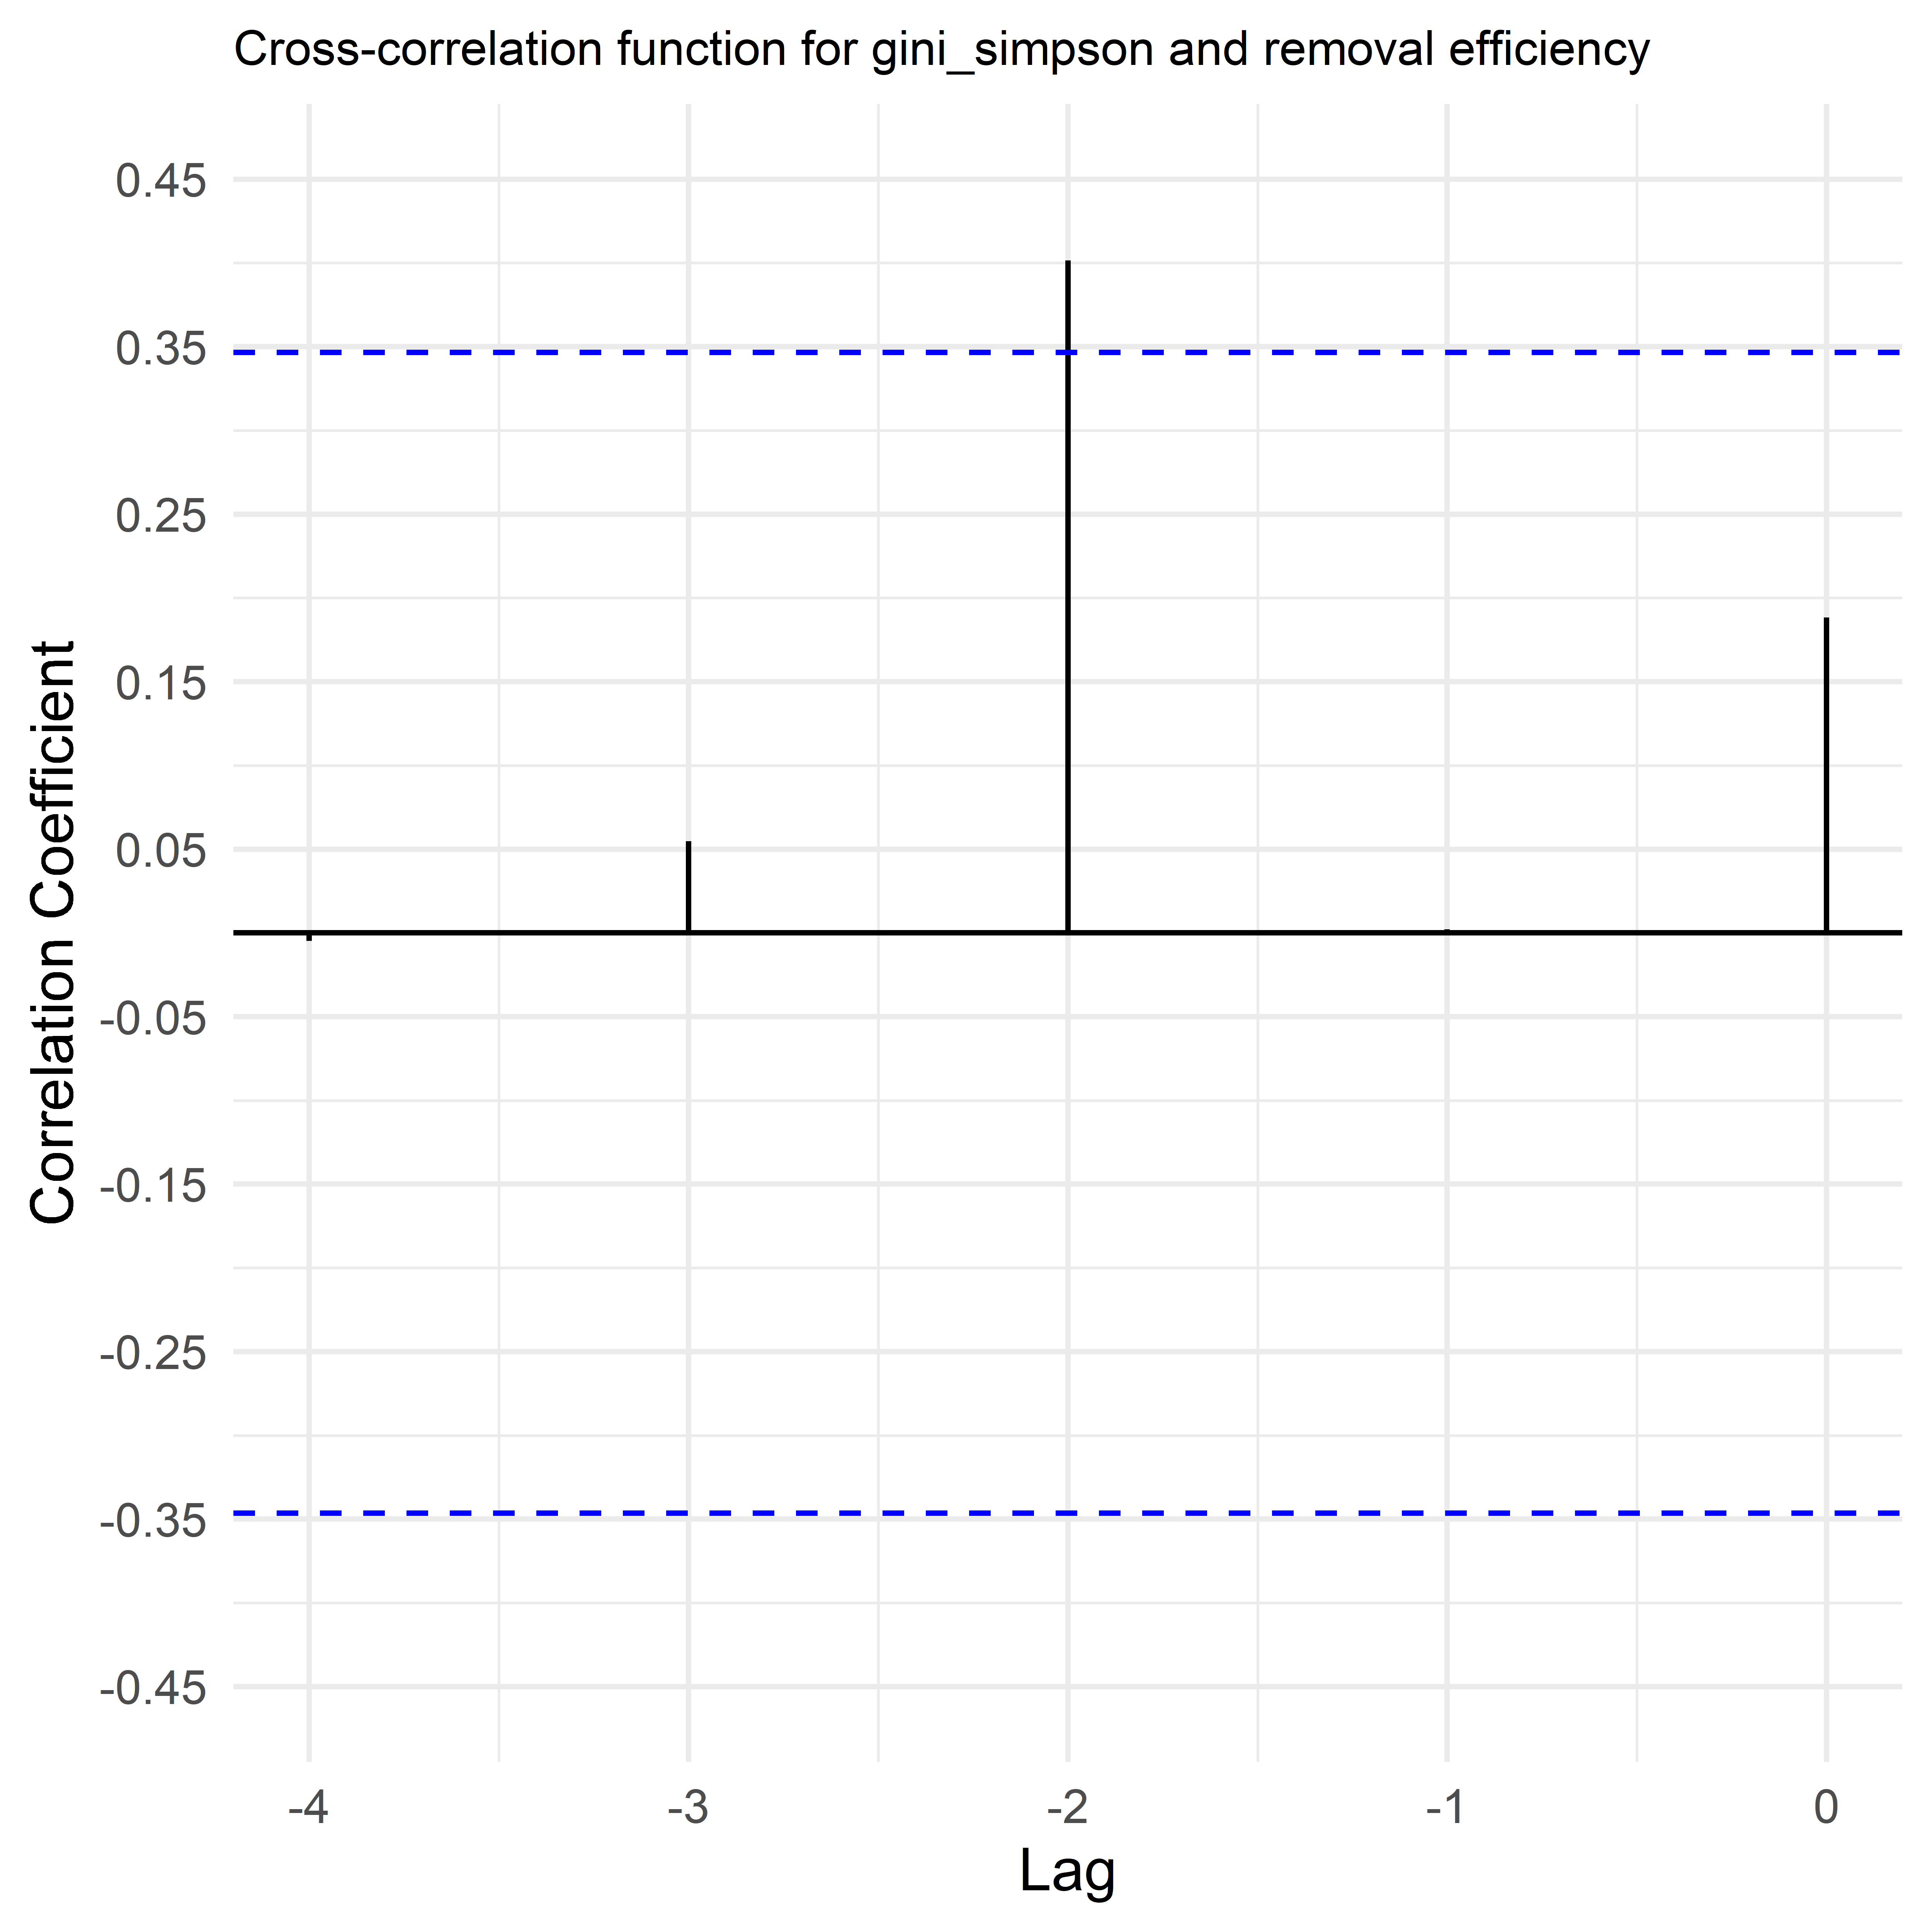 Cross-correlation function for gini_simpson and removal efficiency
Correlation Coefficient
0.45
0.35
0.25
0.15
0.05
-0.05
-0.15
-0.25
-0.35
-0.45
-4 -3 -2 -1 0
Lag